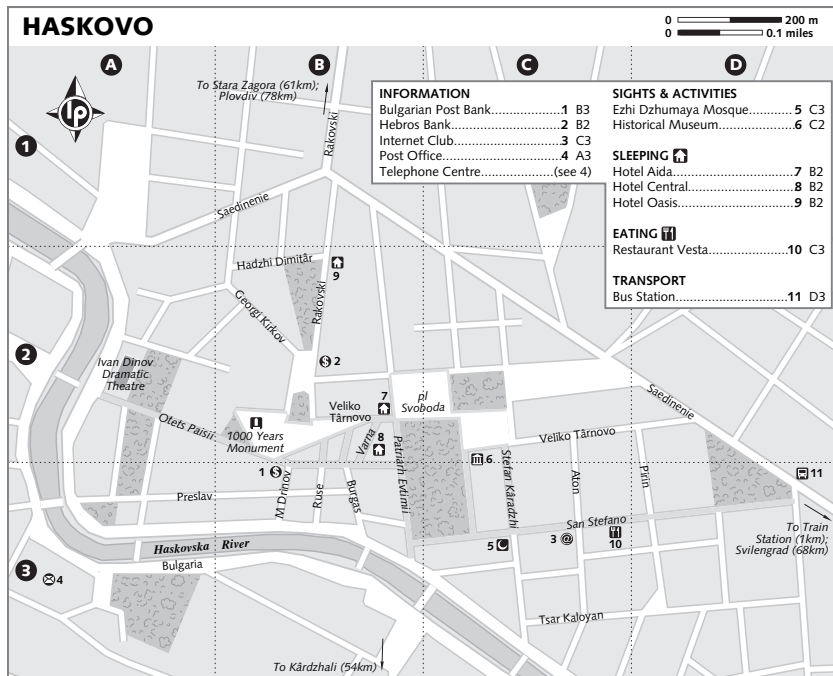 HASKOVO
0 200 m
0 0.1 miles
A
B
C
D
1
2
3
lp
To Stara Zagora (61km);
Plovdiv (78km)
INFORMATION
Bulgarian Post Bank 1 B3
Hebros Bank 2 B2
Internet Club 3 C3
Post Office 4 A3
Telephone Centre (see 4)
SIGHTS & ACTIVITIES
Ezhi Dzhumaya Mosque 5 C3
Historical Museum 6 C2
SLEEPING
Hotel Aida 7 B2
Hotel Central 8 B2
Hotel Oasis 9 B2
EATING
Restaurant Vesta 10 C3
TRANSPORT
Bus Station 11 D3
Rakovski
Saedinenie
Hadzhi Dimitâr
9
Rakovski
Georgi Kirkov
$ 2
Ivan Dinov
Dramatic
Theatre
Otets Paisii
1000 Years
Monument
Veliko
Târnovo
7
pl
Svoboda
Varna
8
Patriarh Evtimii
Saedinenie
Veliko Târnovo
6
Stefan Kâradzhi
Aton
Pirin
11
1 $
Preslav
M Drinov
Ruse
Burgas
San Stefano
5
3 @
10
To Train
Station (1km);
Svilengrad (68km)
Haskovska River
Bulgaria
4
Tsar Kaloyan
To Kârdzhali (54km)